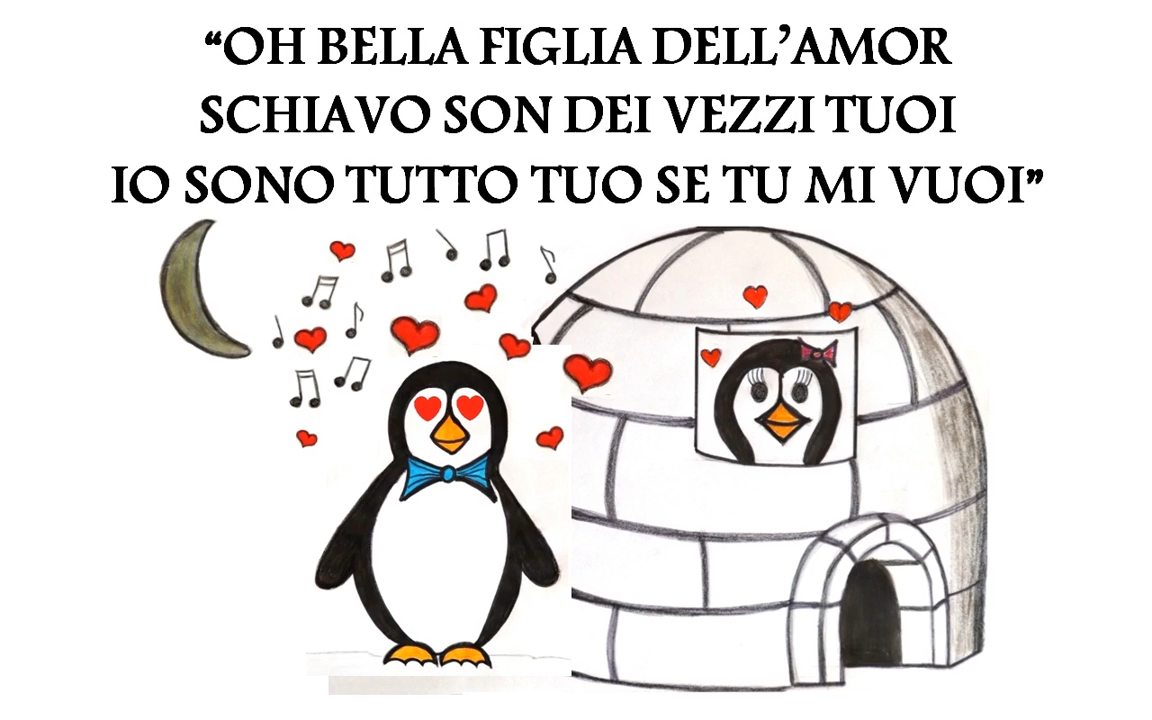 “OH BELLA FIGLIA DELL’AMOR
SCHIAVO SON DEI VEZZI TUOI
IO SONO TUTTO TUO SE TU MI VUOI”